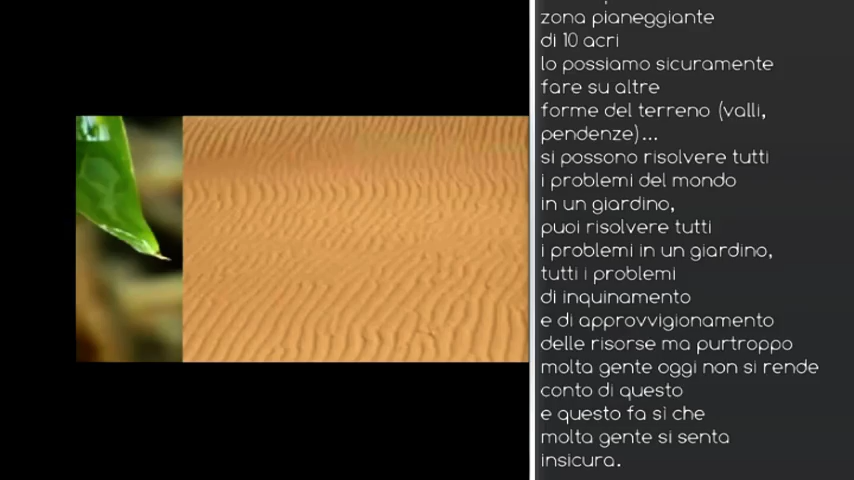 zona pianeggiante
di 10 acri
lo possiamo sicuramente
fare su altre
forme del terreno (valli,
pendenze)...
si possono risolvere tutti
i problemi del mondo
in un giardino,
puoi risolvere tutti
i problemi in un giardino,
tutti i problemi
di inquinamento
e di approvvigionamento
delle risorse ma purtroppo
molta gente oggi non si rende
conto di questo
e questo fa sì che
molta gente si senta
insicura.